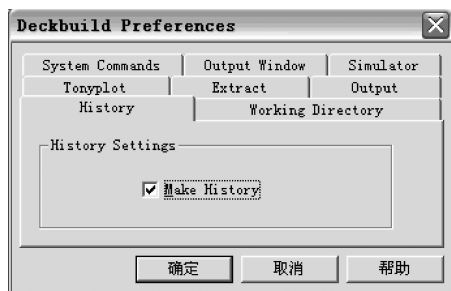 Deckbuild Preferences
System Commands Output Window Simulator
Tonyplot Extract Output
History Working Directory
History Settings
Make History
确定 取消 帮助